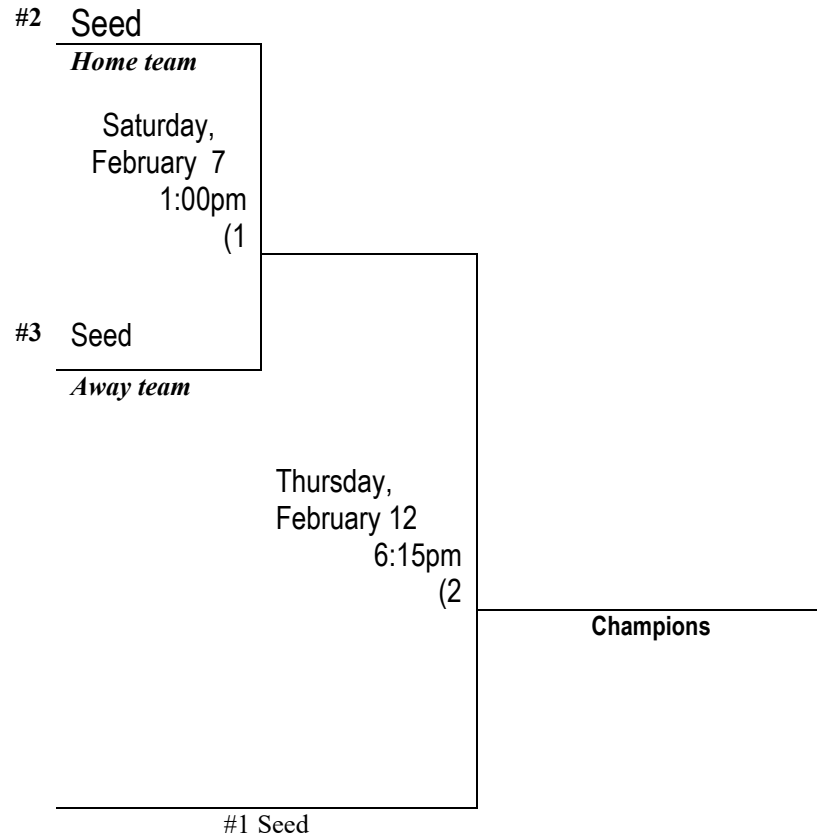 #2 Seed
Home team
Saturday,
February 7
1:00pm
(1
#3 Seed
Away team
Thursday,
February 12
6:15pm
(2
Champions
#1 Seed